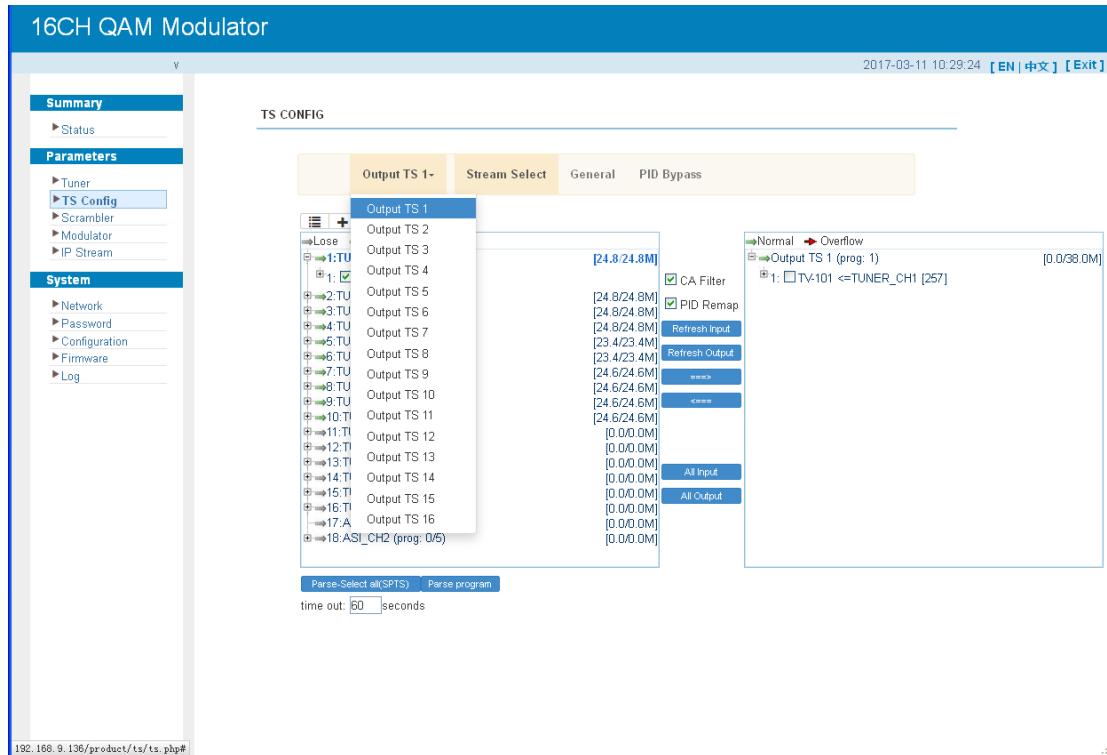 16CH QAM Modulator
v
2017-03-11 10:29:24 [ EN | 中文 ] [ Exit ]
Summary
Status
Parameters
Tuner
TS Config
Scrambler
Modulator
IP Stream
System
Network
Password
Configuration
Firmware
Log
TS CONFIG
Output TS 1
Stream Select
General
PID Bypass
Output TS 1
Output TS 2
Output TS 3
Output TS 4
Output TS 5
Output TS 6
Output TS 7
Output TS 8
Output TS 9
Output TS 10
Output TS 11
Output TS 12
Output TS 13
Output TS 14
Output TS 15
Output TS 16
Lose
1:TU [24.8/24.8M]
1:
2:TU [24.8/24.8M]
3:TU [24.8/24.8M]
4:TU [24.8/24.8M]
5:TU [23.4/23.4M]
6:TU [23.4/23.4M]
7:TU [24.6/24.6M]
8:TU [24.6/24.6M]
9:TU [24.6/24.6M]
10:TU [24.6/24.6M]
11:TU [0.0/0.0M]
12:TU [0.0/0.0M]
13:TU [0.0/0.0M]
14:TU [0.0/0.0M]
15:TU [0.0/0.0M]
16:TU [0.0/0.0M]
17:A [0.0/0.0M]
18:ASI_CH2 (prog: 0/5) [0.0/0.0M]
CA Filter
PID Remap
Refresh Input
Refresh Output
===>
<===
All Input
All Output
Normal Overflow
Output TS 1 (prog: 1) [0.0/38.0M]
1: TV-101 <=TUNER_CH1 [257]
Parse-Select all(SPTS) Parse program
time out: 60 seconds
192.168.9.136/product/ts/ts.php#